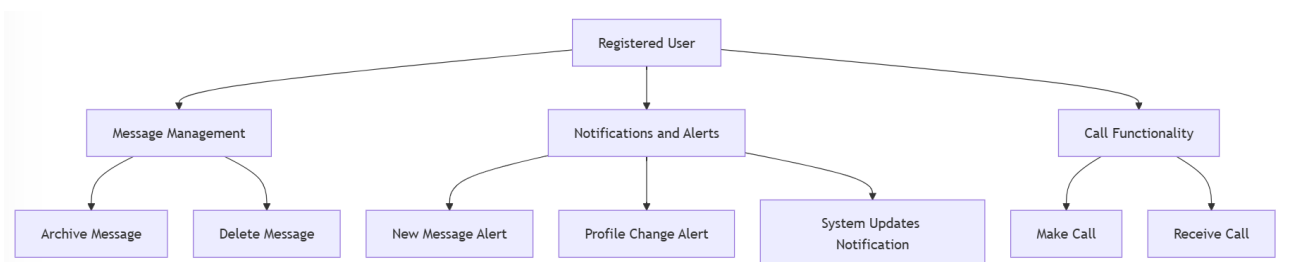 Registered User
Message Management
Notifications and Alerts
Call Functionality
Archive Message
Delete Message
New Message Alert
Profile Change Alert
System Updates
Notification
Make Call
Receive Call